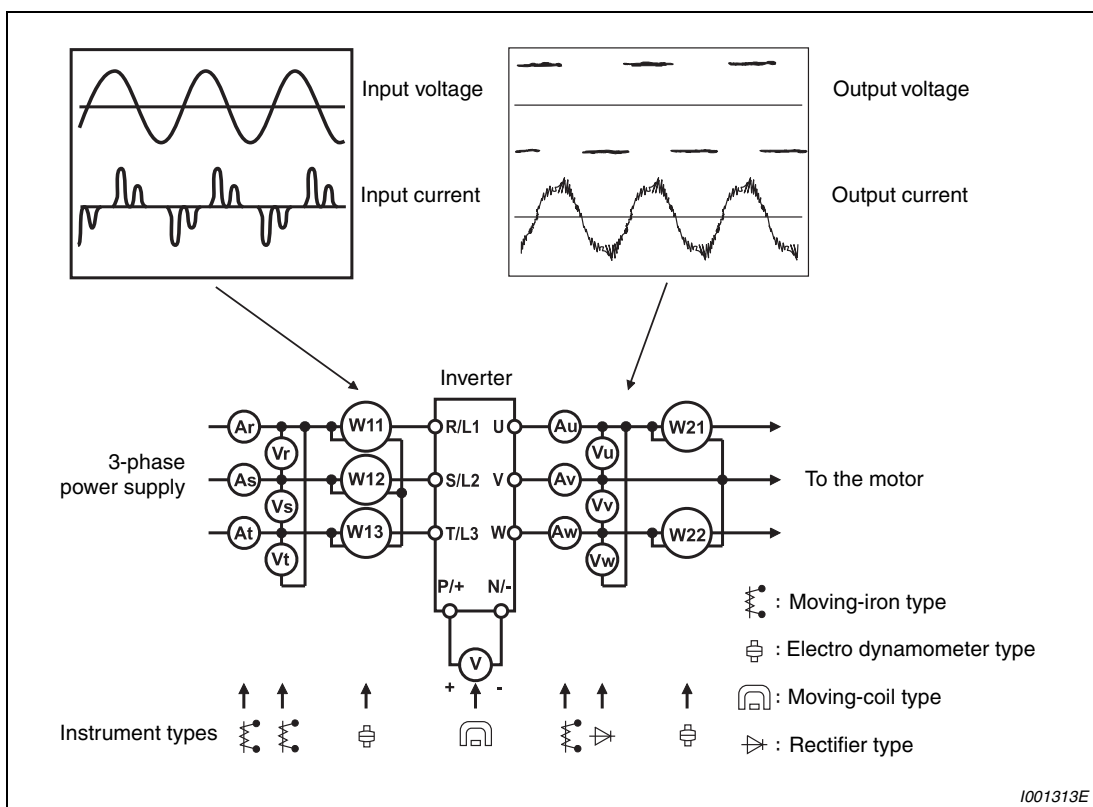 Input voltage
Input current
Output voltage
Output current
Inverter
3-phase
power supply
Ar
As
At
Vr
Vs
Vt
W11
W12
W13
R/L1
S/L2
T/L3
U
V
W
P/+
N/-
V
+
-
Au
Av
Aw
Vu
Vv
Vw
W21
W22
To the motor
: Moving-iron type
: Electro dynamometer type
: Moving-coil type
: Rectifier type
Instrument types
I001313E